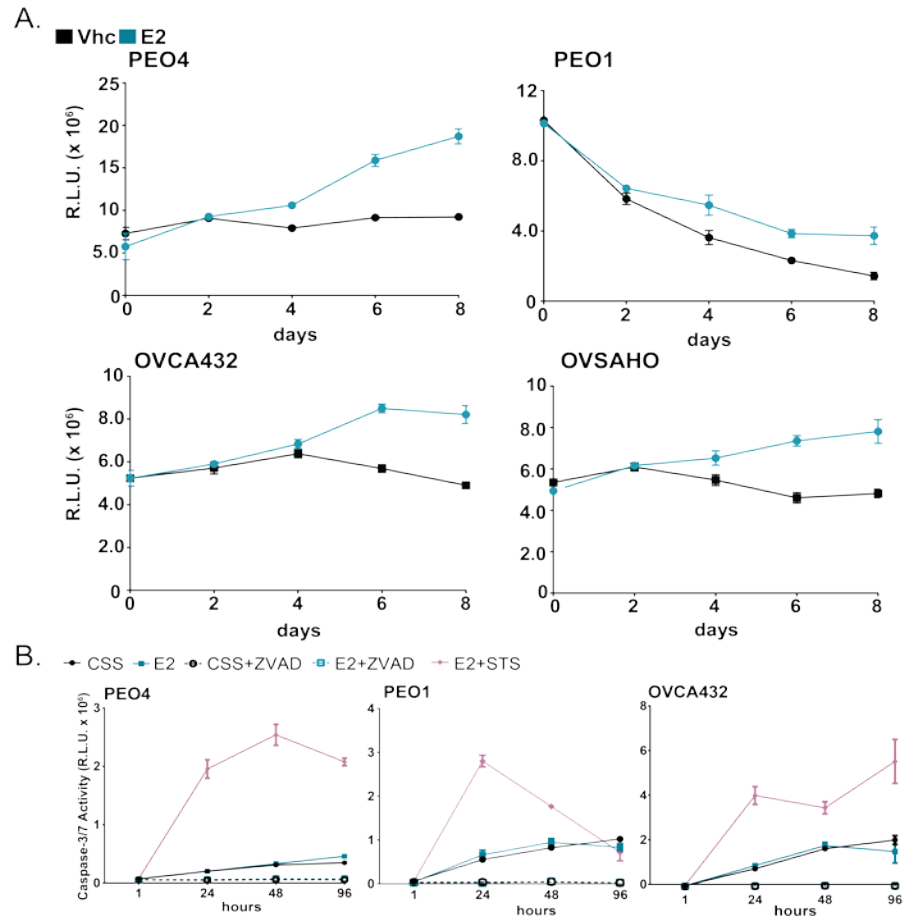 A.
Vhc E2
PEO4
R.L.U. (x 10⁶)
25
20
15
10
5.0
0
0 2 4 6 8
days
PEO1
12
8.0
4.0
0
0 2 4 6 8
days
OVCA432
R.L.U. (x 10⁶)
10
8.0
6.0
4.0
2.0
0
0 2 4 6 8
days
OVSAHO
10
8.0
6.0
4.0
2.0
0
0 2 4 6 8
days
B.
CSS E2 CSS+ZVAD E2+ZVAD E2+STS
PEO4
Caspase-3/7 Activity (R.L.U. x 10⁶)
3
2
1
0
1 24 48 96
hours
PEO1
4
3
2
1
0
1 24 48 96
hours
OVCA432
8
6
4
2
0
1 24 48 96
hours